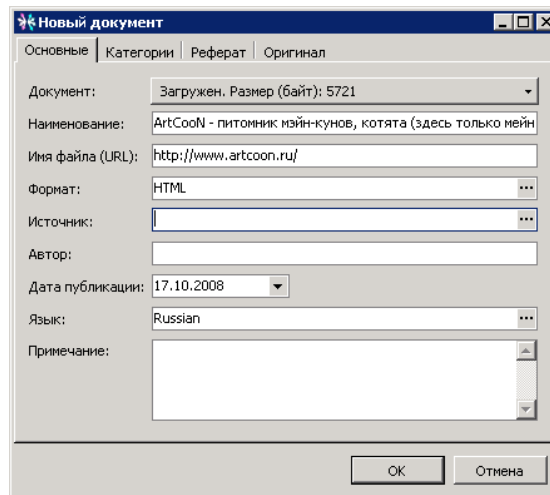 Новый документ
Основные Категории Реферат Оригинал
Документ: Загружен. Размер (байт): 5721
Наименование: ArtCooN - питомник мэйн-кунов, котята (здесь только мейн
Имя файла (URL): http://www.artcoon.ru/
Формат: HTML ...
Источник: ...
Автор:
Дата публикации: 17.10.2008
Язык: Russian ...
Примечание:
OK Отмена